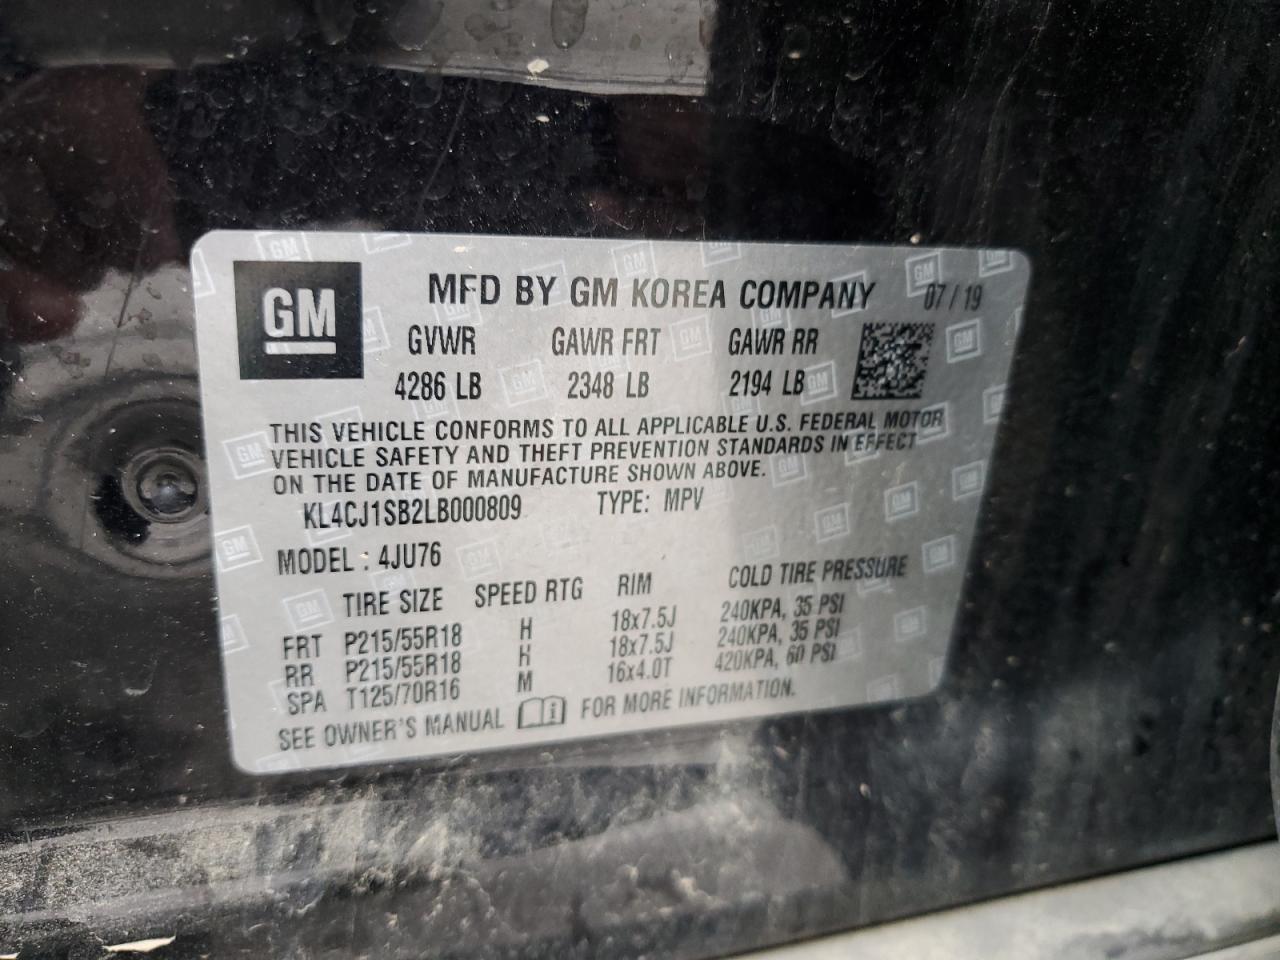 GM
MFD BY GM KOREA COMPANY 07/19
GVWR GAWR FRT GAWR RR
4286 LB 2348 LB 2194 LB
THIS VEHICLE CONFORMS TO ALL APPLICABLE U.S. FEDERAL MOTOR
VEHICLE SAFETY AND THEFT PREVENTION STANDARDS IN EFFECT
ON THE DATE OF MANUFACTURE SHOWN ABOVE.
KL4CJ1SB2LB000809 TYPE: MPV
MODEL: 4JU76
TIRE SIZE SPEED RTG RIM COLD TIRE PRESSURE
FRT P215/55R18 H 18x7.5J 240KPA, 35 PSI
RR P215/55R18 H 18x7.5J 240KPA, 35 PSI
SPA T125/70R16 M 16x4.0T 420KPA, 60 PSI
SEE OWNER'S MANUAL FOR MORE INFORMATION.